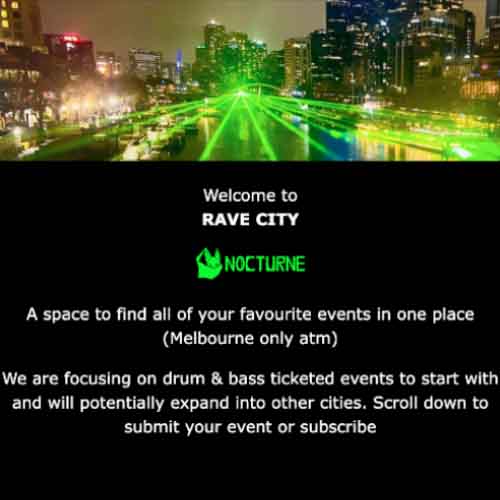 Welcome to
RAVE CITY
NOCTURNE
A space to find all of your favourite events in one place
(Melbourne only atm)
We are focusing on drum & bass ticketed events to start with
and will potentially expand into other cities. Scroll down to
submit your event or subscribe